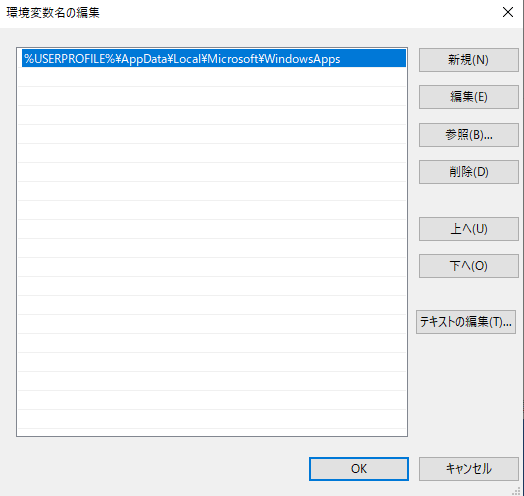 環境変数名の編集
%USERPROFILE%¥AppData¥Local¥Microsoft¥WindowsApps
新規(N)
編集(E)
参照(B)...
削除(D)
上へ(U)
下へ(O)
テキストの編集(T)...
OK
キャンセル